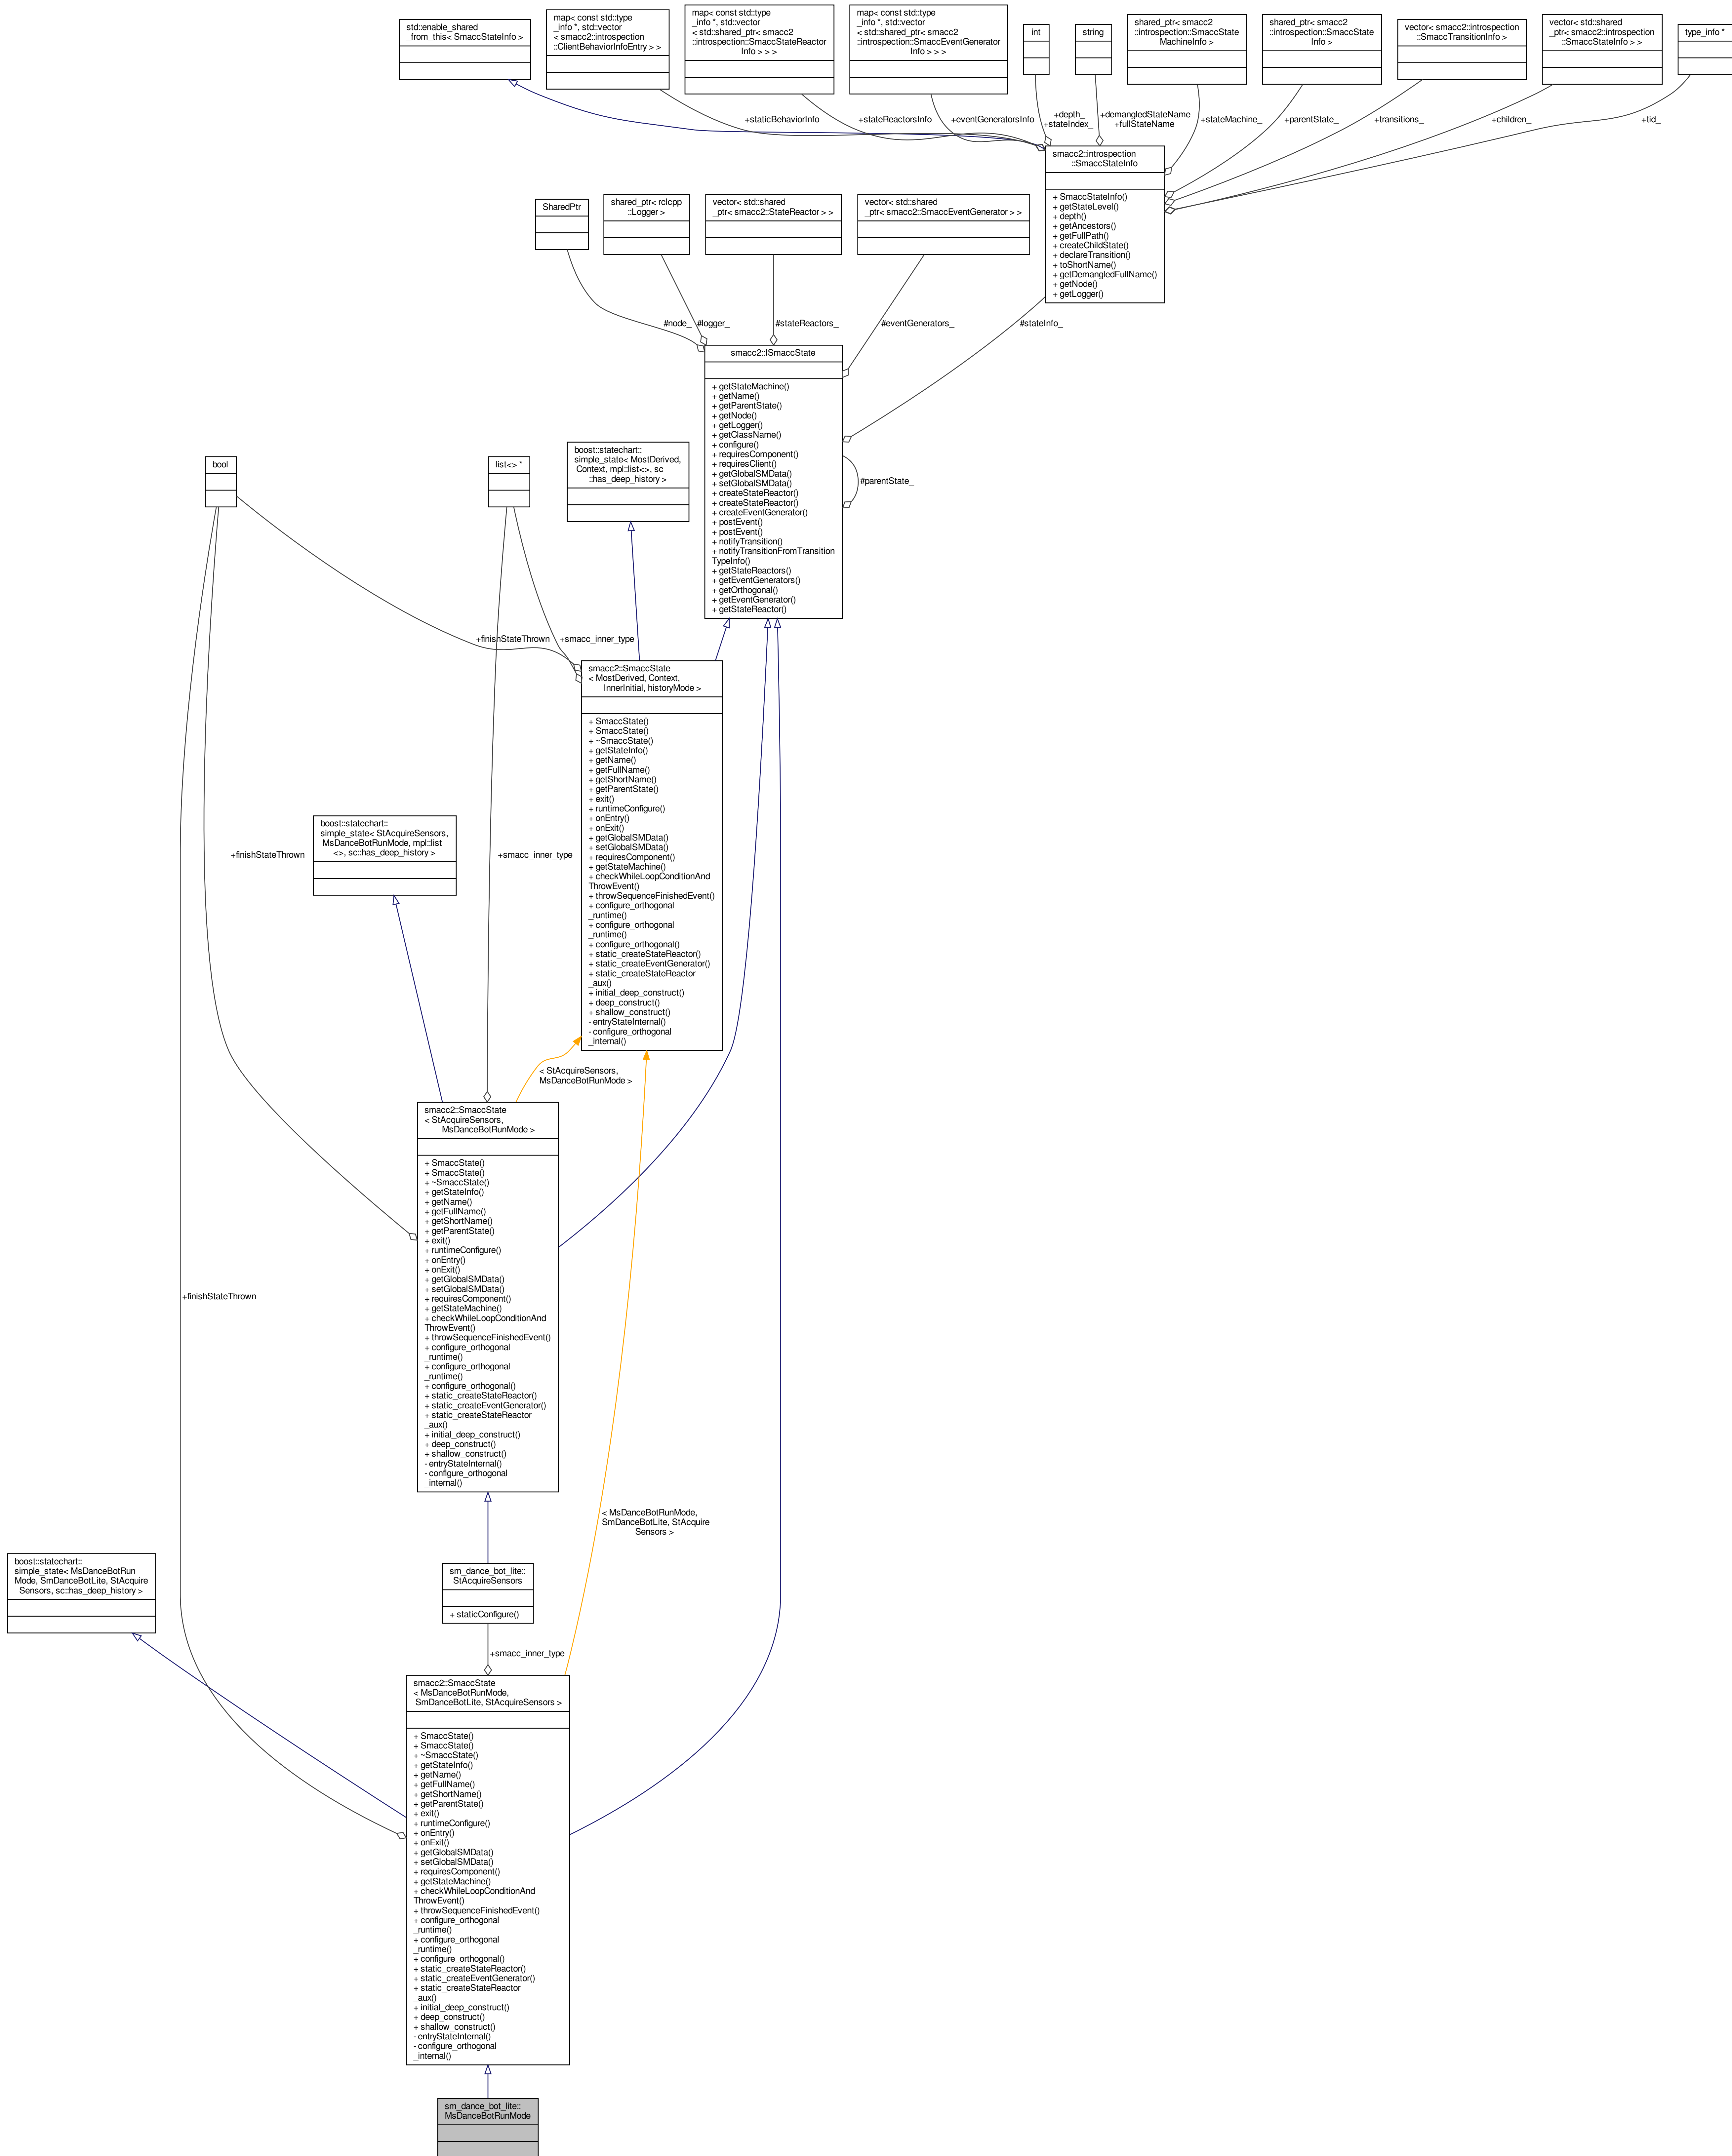 std::enable_shared
_from_this< SmaccStateInfo >
map< const std::type
_info *, std::vector
< smacc2::introspection
::ClientBehaviorInfoEntry > >
map< const std::type
_info *, std::vector
< std::shared_ptr< smacc2
::introspection::SmaccStateReactor
Info > > >
map< const std::type
_info *, std::vector
< std::shared_ptr< smacc2
::introspection::SmaccEventGenerator
Info > > >
int
string
shared_ptr< smacc2
::introspection::SmaccState
MachineInfo >
shared_ptr< smacc2
::introspection::SmaccState
Info >
vector< smacc2::introspection
::SmaccTransitionInfo >
vector< std::shared
_ptr< smacc2::introspection
::SmaccStateInfo > >
type_info *
+staticBehaviorInfo
+stateReactorsInfo
+eventGeneratorsInfo
+depth_
+stateIndex_
+demangledStateName
+fullStateName
+stateMachine_
+parentState_
+transitions_
+children_
+tid_
smacc2::introspection
::SmaccStateInfo
+ SmaccStateInfo()
+ getStateLevel()
+ depth()
+ getAncestors()
+ getFullPath()
+ createChildState()
+ declareTransition()
+ toShortName()
+ getDemangledFullName()
+ getNode()
+ getLogger()
SharedPtr
shared_ptr< rclcpp
::Logger >
vector< std::shared
_ptr< smacc2::StateReactor > >
vector< std::shared
_ptr< smacc2::SmaccEventGenerator > >
#node_
#logger_
#stateReactors_
#eventGenerators_
#stateInfo_
smacc2::ISmaccState
+ getStateMachine()
+ getName()
+ getParentState()
+ getNode()
+ getLogger()
+ getClassName()
+ configure()
+ requiresComponent()
+ requiresClient()
+ getGlobalSMData()
+ setGlobalSMData()
+ createStateReactor()
+ createStateReactor()
+ createEventGenerator()
+ postEvent()
+ postEvent()
+ notifyTransition()
+ notifyTransitionFromTransition
TypeInfo()
+ getStateReactors()
+ getEventGenerators()
+ getOrthogonal()
+ getEventGenerator()
+ getStateReactor()
#parentState_
bool
list<> *
boost::statechart::
simple_state< MostDerived,
Context, mpl::list<>, sc
::has_deep_history >
+finishStateThrown
+smacc_inner_type
smacc2::SmaccState
< MostDerived, Context,
InnerInitial, historyMode >
+ SmaccState()
+ SmaccState()
+ ~SmaccState()
+ getStateInfo()
+ getName()
+ getFullName()
+ getShortName()
+ getParentState()
+ exit()
+ runtimeConfigure()
+ onEntry()
+ onExit()
+ getGlobalSMData()
+ setGlobalSMData()
+ requiresComponent()
+ getStateMachine()
+ checkWhileLoopConditionAnd
ThrowEvent()
+ throwSequenceFinishedEvent()
+ configure_orthogonal
_runtime()
+ configure_orthogonal
_runtime()
+ configure_orthogonal()
+ static_createStateReactor()
+ static_createEventGenerator()
+ static_createStateReactor
_aux()
+ initial_deep_construct()
+ deep_construct()
+ shallow_construct()
- entryStateInternal()
- configure_orthogonal
_internal()
boost::statechart::
simple_state< StAcquireSensors,
MsDanceBotRunMode, mpl::list
<>, sc::has_deep_history >
+finishStateThrown
+smacc_inner_type
< StAcquireSensors,
MsDanceBotRunMode >
smacc2::SmaccState
< StAcquireSensors,
MsDanceBotRunMode >
+ SmaccState()
+ SmaccState()
+ ~SmaccState()
+ getStateInfo()
+ getName()
+ getFullName()
+ getShortName()
+ getParentState()
+ exit()
+ runtimeConfigure()
+ onEntry()
+ onExit()
+ getGlobalSMData()
+ setGlobalSMData()
+ requiresComponent()
+ getStateMachine()
+ checkWhileLoopConditionAnd
ThrowEvent()
+ throwSequenceFinishedEvent()
+ configure_orthogonal
_runtime()
+ configure_orthogonal
_runtime()
+ configure_orthogonal()
+ static_createStateReactor()
+ static_createEventGenerator()
+ static_createStateReactor
_aux()
+ initial_deep_construct()
+ deep_construct()
+ shallow_construct()
- entryStateInternal()
- configure_orthogonal
_internal()
+finishStateThrown
< MsDanceBotRunMode,
SmDanceBotLite, StAcquire
Sensors >
boost::statechart::
simple_state< MsDanceBotRun
Mode, SmDanceBotLite, StAcquire
Sensors, sc::has_deep_history >
sm_dance_bot_lite::
StAcquireSensors
+ staticConfigure()
+smacc_inner_type
smacc2::SmaccState
< MsDanceBotRunMode,
SmDanceBotLite, StAcquireSensors >
+ SmaccState()
+ SmaccState()
+ ~SmaccState()
+ getStateInfo()
+ getName()
+ getFullName()
+ getShortName()
+ getParentState()
+ exit()
+ runtimeConfigure()
+ onEntry()
+ onExit()
+ getGlobalSMData()
+ setGlobalSMData()
+ requiresComponent()
+ getStateMachine()
+ checkWhileLoopConditionAnd
ThrowEvent()
+ throwSequenceFinishedEvent()
+ configure_orthogonal
_runtime()
+ configure_orthogonal
_runtime()
+ configure_orthogonal()
+ static_createStateReactor()
+ static_createEventGenerator()
+ static_createStateReactor
_aux()
+ initial_deep_construct()
+ deep_construct()
+ shallow_construct()
- entryStateInternal()
- configure_orthogonal
_internal()
sm_dance_bot_lite::
MsDanceBotRunMode